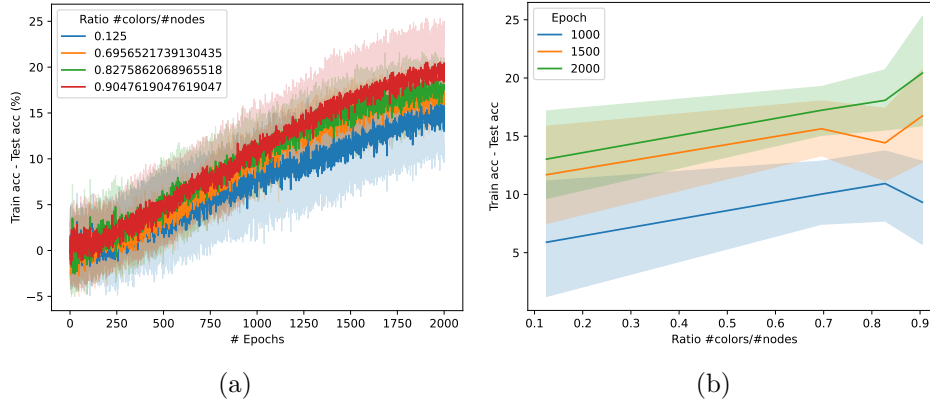 Ratio #colors/#nodes
0.125
0.6956521739130435
0.8275862068965518
0.9047619047619047
Train acc - Test acc (%)
25
20
15
10
5
0
−5
0 250 500 750 1000 1250 1500 1750 2000
# Epochs
(a)
Epoch
1000
1500
2000
Train acc - Test acc
25
20
15
10
5
0.1 0.2 0.3 0.4 0.5 0.6 0.7 0.8 0.9
Ratio #colors/#nodes
(b)